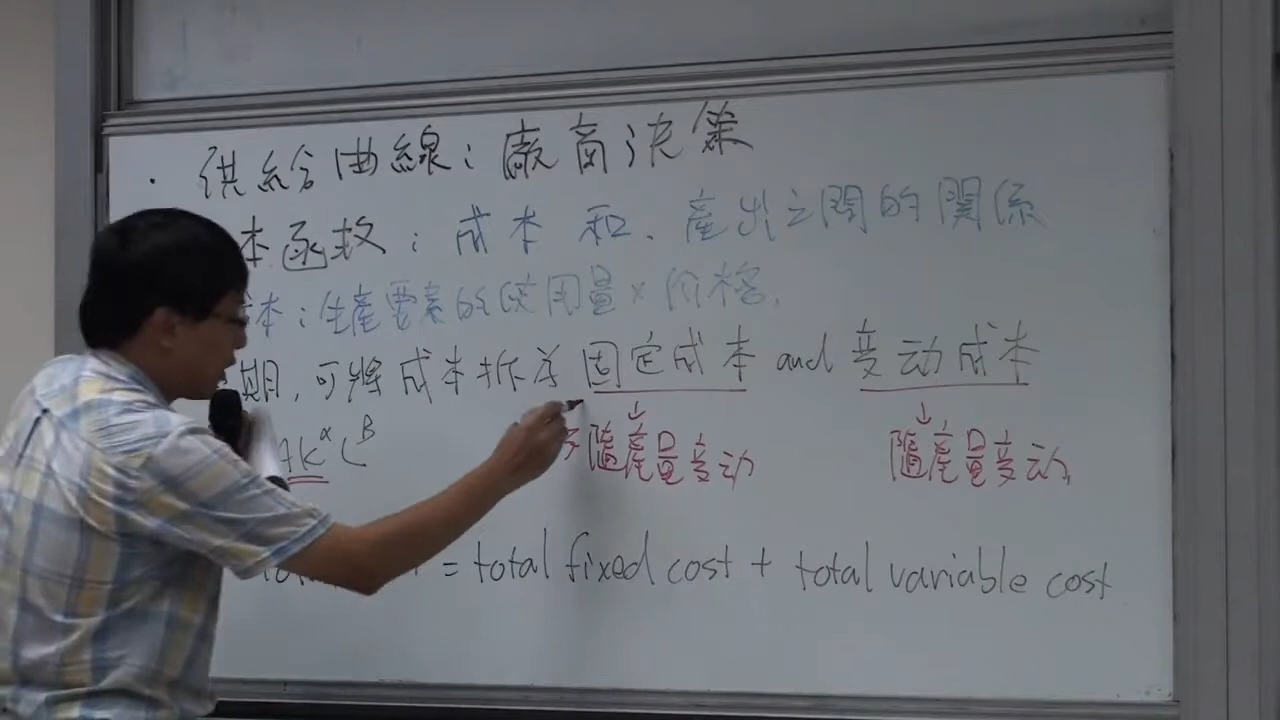 · 供給曲線：廠商決策
本函数：成本和、產出之間的關係
本：生產要素的使用量×价格.
期,可將成本拆為固定成本 and 变动成本
AK^α L^β
↓ ↓
不隨產量变动 隨產量变动,
= total fixed cost + total variable cost